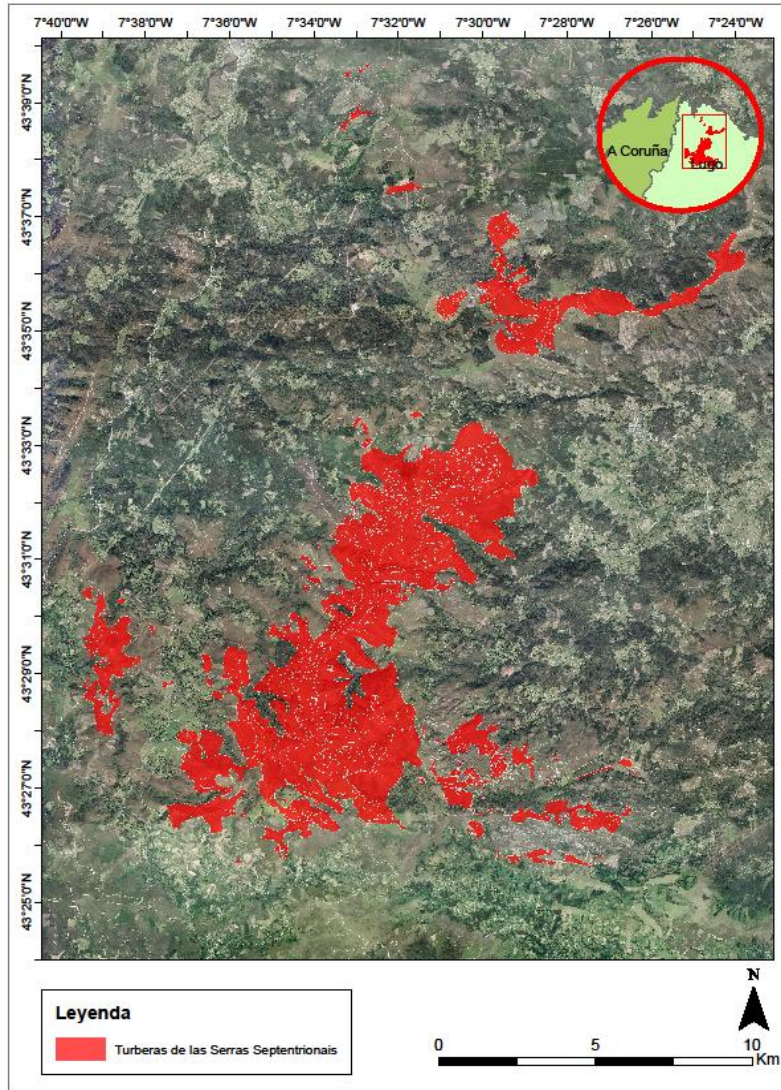 7°40'0"W 7°38'0"W 7°36'0"W 7°34'0"W 7°32'0"W 7°30'0"W 7°28'0"W 7°26'0"W 7°24'0"W
43°39'0"N
A Coruña
Lugo
43°37'0"N
43°35'0"N
43°33'0"N
43°31'0"N
43°29'0"N
43°27'0"N
43°25'0"N
N
Leyenda
Turberas de las Serras Septentrionais
0 5 10
Km